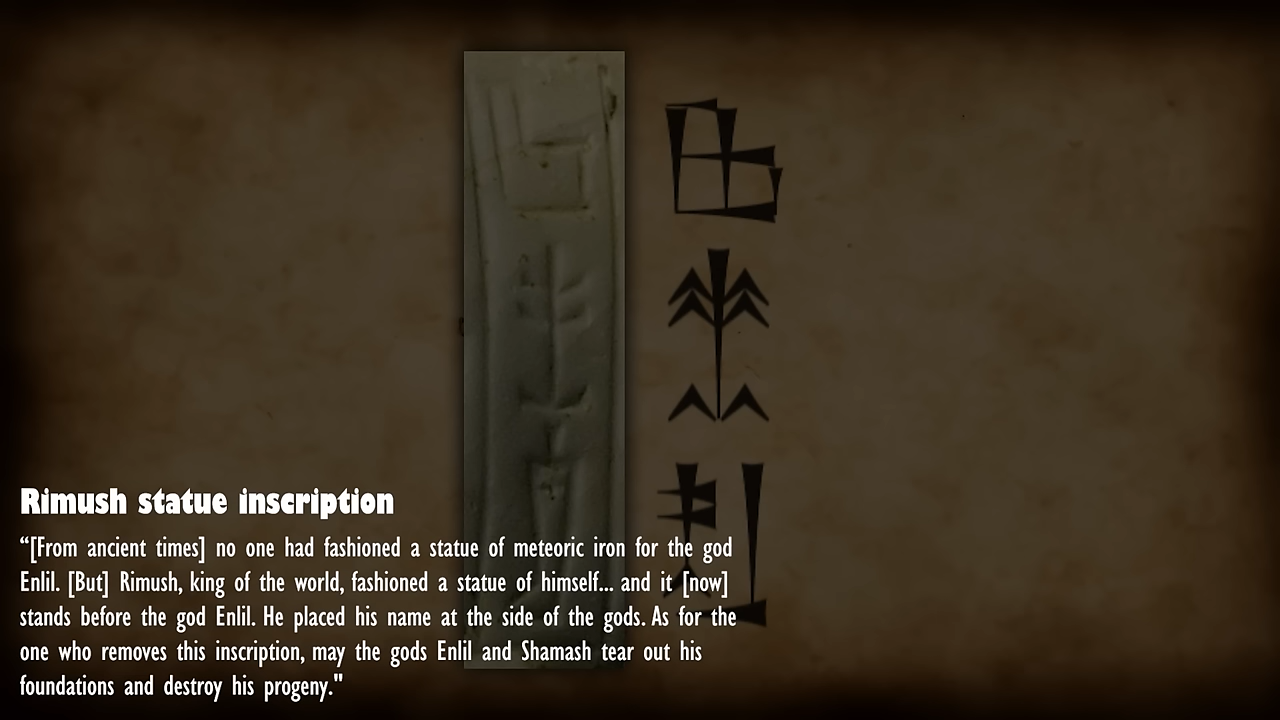 Rimush statue inscription
“[From ancient times] no one had fashioned a statue of meteoric iron for the god
Enlil. [But] Rimush, king of the world, fashioned a statue of himself... and it [now]
stands before the god Enlil. He placed his name at the side of the gods. As for the
one who removes this inscription, may the gods Enlil and Shamash tear out his
foundations and destroy his progeny."